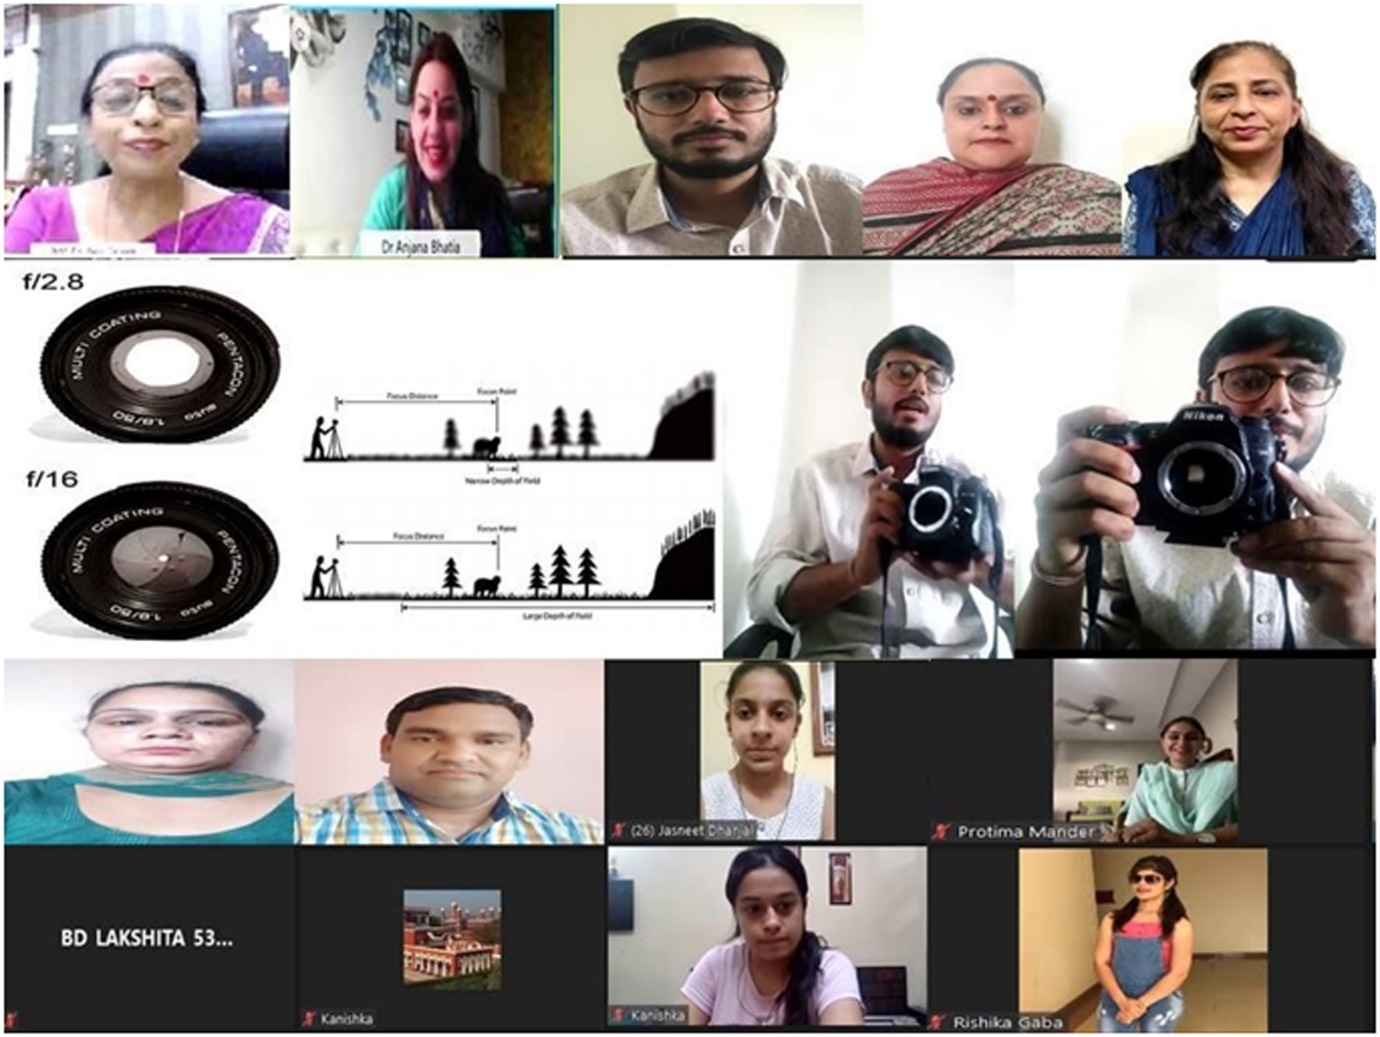 Dr Anjana Bhatia
f/2.8
MULTI COATING
PENTACON
auto
1.8/50
Focus Distance
Focus Point
Narrow Depth of Field
Nikon
f/16
MULTI COATING
PENTACON
auto
1.8/50
Focus Distance
Focus Point
Large Depth of Field
(26) Jasneet Dhanjal
Protima Mander
BD LAKSHITA 53...
Kanishka
Kanishka
Rishika Gaba